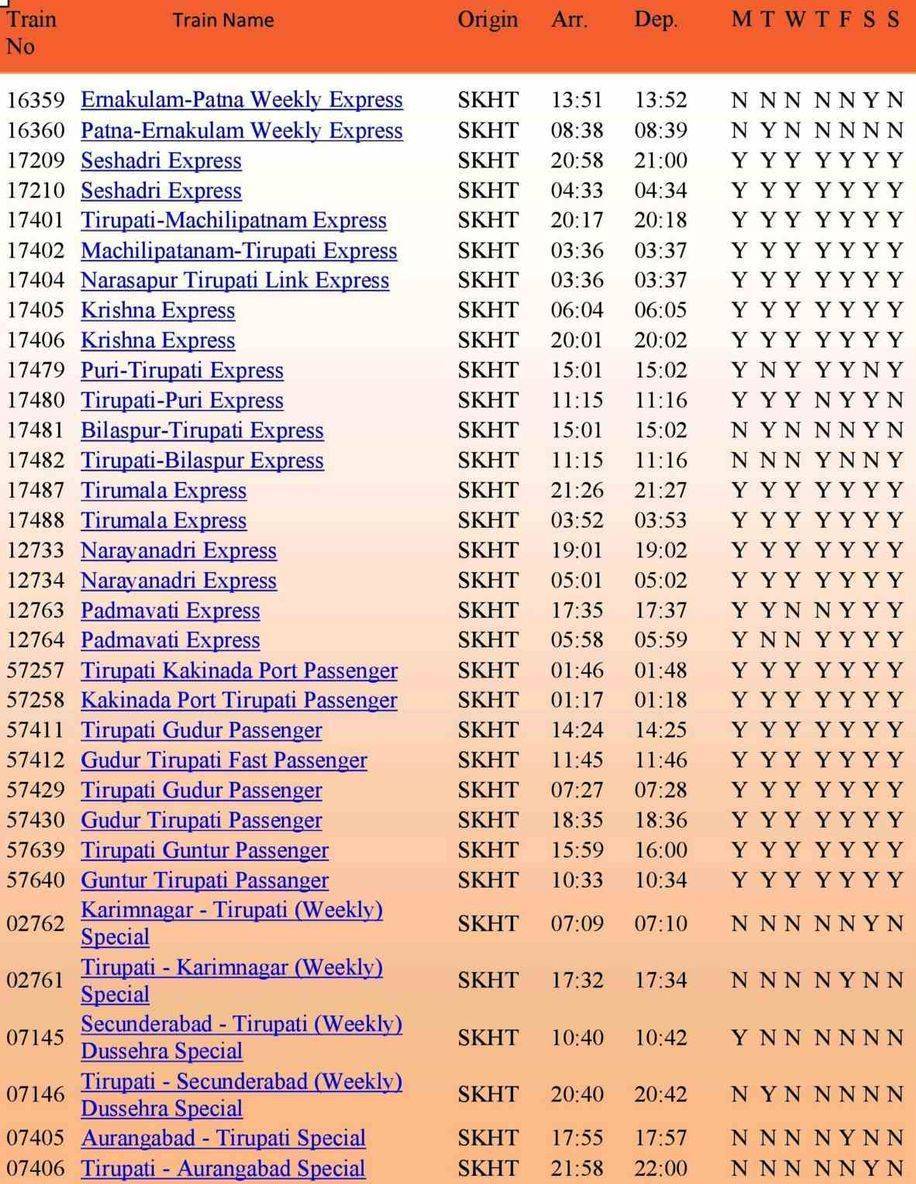 Train No Train Name Origin Arr. Dep. M T W T F S S
16359 Ernakulam-Patna Weekly Express SKHT 13:51 13:52 N N N N N Y N
16360 Patna-Ernakulam Weekly Express SKHT 08:38 08:39 N Y N N N N N
17209 Seshadri Express SKHT 20:58 21:00 Y Y Y Y Y Y Y
17210 Seshadri Express SKHT 04:33 04:34 Y Y Y Y Y Y Y
17401 Tirupati-Machilipatnam Express SKHT 20:17 20:18 Y Y Y Y Y Y Y
17402 Machilipatanam-Tirupati Express SKHT 03:36 03:37 Y Y Y Y Y Y Y
17404 Narasapur Tirupati Link Express SKHT 03:36 03:37 Y Y Y Y Y Y Y
17405 Krishna Express SKHT 06:04 06:05 Y Y Y Y Y Y Y
17406 Krishna Express SKHT 20:01 20:02 Y Y Y Y Y Y Y
17479 Puri-Tirupati Express SKHT 15:01 15:02 Y N Y Y Y N Y
17480 Tirupati-Puri Express SKHT 11:15 11:16 Y Y Y N Y Y N
17481 Bilaspur-Tirupati Express SKHT 15:01 15:02 N Y N N N Y N
17482 Tirupati-Bilaspur Express SKHT 11:15 11:16 N N N Y N N Y
17487 Tirumala Express SKHT 21:26 21:27 Y Y Y Y Y Y Y
17488 Tirumala Express SKHT 03:52 03:53 Y Y Y Y Y Y Y
12733 Narayanadri Express SKHT 19:01 19:02 Y Y Y Y Y Y Y
12734 Narayanadri Express SKHT 05:01 05:02 Y Y Y Y Y Y Y
12763 Padmavati Express SKHT 17:35 17:37 Y Y N N Y Y Y
12764 Padmavati Express SKHT 05:58 05:59 Y N N Y Y Y Y
57257 Tirupati Kakinada Port Passenger SKHT 01:46 01:48 Y Y Y Y Y Y Y
57258 Kakinada Port Tirupati Passenger SKHT 01:17 01:18 Y Y Y Y Y Y Y
57411 Tirupati Gudur Passenger SKHT 14:24 14:25 Y Y Y Y Y Y Y
57412 Gudur Tirupati Fast Passenger SKHT 11:45 11:46 Y Y Y Y Y Y Y
57429 Tirupati Gudur Passenger SKHT 07:27 07:28 Y Y Y Y Y Y Y
57430 Gudur Tirupati Passenger SKHT 18:35 18:36 Y Y Y Y Y Y Y
57639 Tirupati Guntur Passenger SKHT 15:59 16:00 Y Y Y Y Y Y Y
57640 Guntur Tirupati Passanger SKHT 10:33 10:34 Y Y Y Y Y Y Y
02762 Karimnagar - Tirupati (Weekly)
Special SKHT 07:09 07:10 N N N N N Y N
02761 Tirupati - Karimnagar (Weekly)
Special SKHT 17:32 17:34 N N N N Y N N
07145 Secunderabad - Tirupati (Weekly)
Dussehra Special SKHT 10:40 10:42 Y N N N N N N
07146 Tirupati - Secunderabad (Weekly)
Dussehra Special SKHT 20:40 20:42 N Y N N N N N
07405 Aurangabad - Tirupati Special SKHT 17:55 17:57 N N N N Y N N
07406 Tirupati - Aurangabad Special SKHT 21:58 22:00 N N N N N Y N